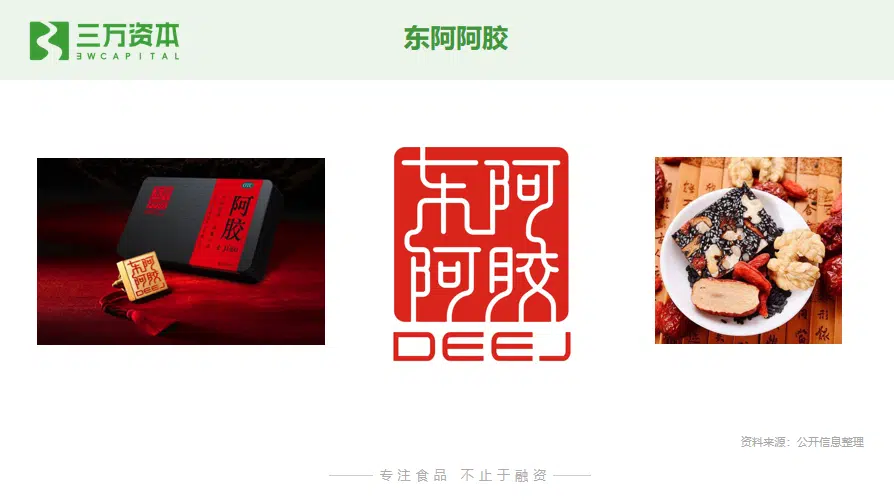 三万资本
3WCAPITAL
东阿阿胶
阿胶
东阿
阿胶
DEEJ
东阿
阿胶
DEEJ
资料来源：公开信息整理
专注食品 不止于融资